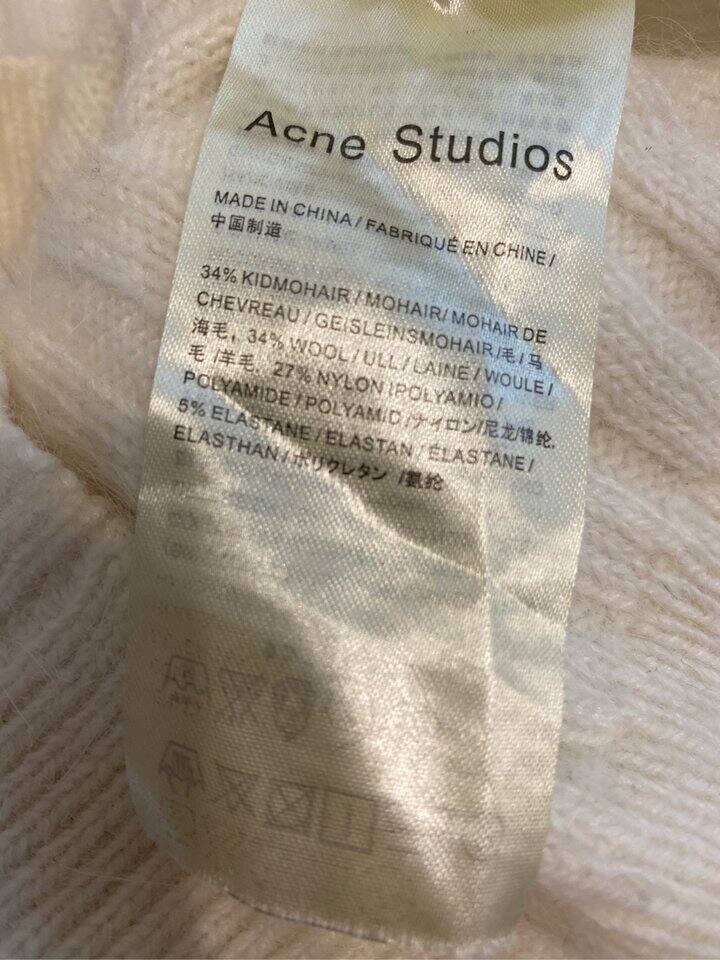 Acne Studios
MADE IN CHINA / FABRIQUÉ EN CHINE /
中国制造
34% KIDMOHAIR / MOHAIR / MOHAIR DE
CHEVREAU / GEISLEINSMOHAIR /毛 / 马
海毛, 34% WOOL / ULL / LAINE / WOULE /
毛 /羊毛, 27% NYLON (POLYAMID /
POLYAMIDE / POLYAMID /ナイロン/尼龙/锦纶,
5% ELASTANE / ELASTAN / ÉLASTANE /
ELASTHAN / ポリウレタン /氨纶